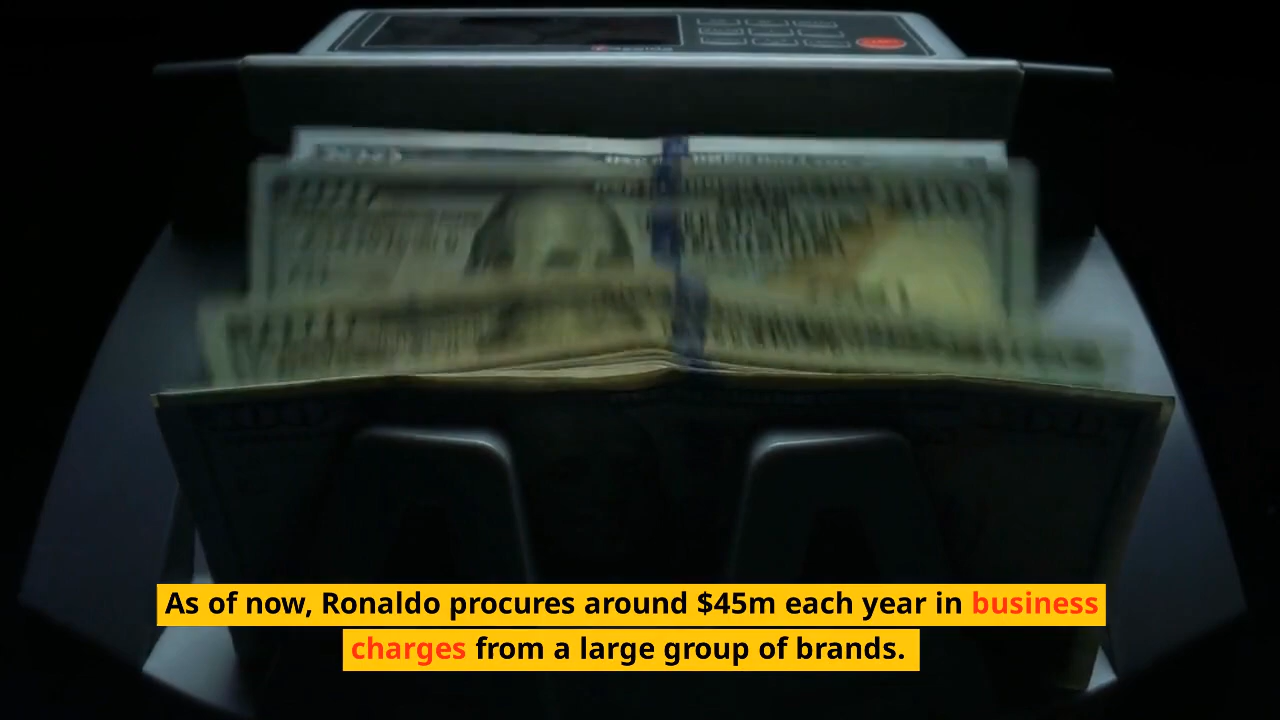 As of now, Ronaldo procures around $45m each year in business
charges from a large group of brands.